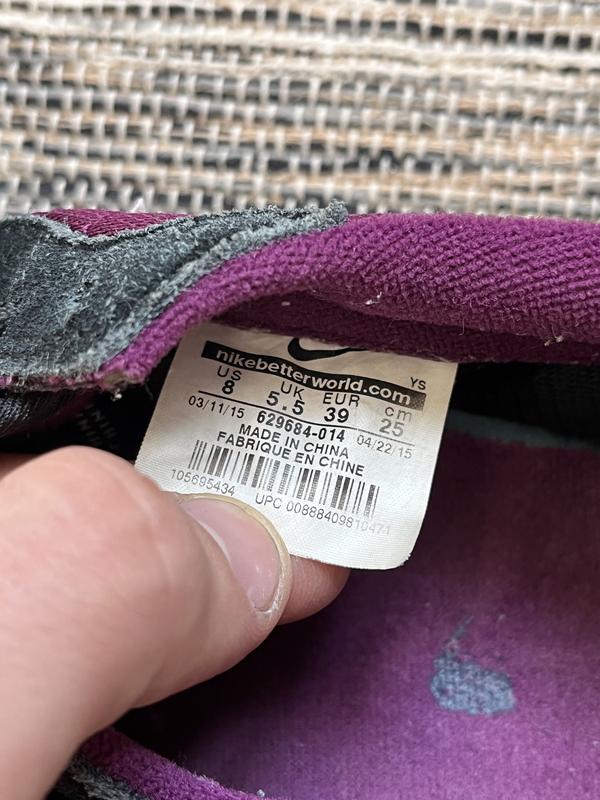 nikebetterworld.com YS
US UK EUR cm
8 5.5 39 25
03/11/15 629684-014 04/22/15
MADE IN CHINA
FABRIQUE EN CHINE
105695434 UPC 00888409810471